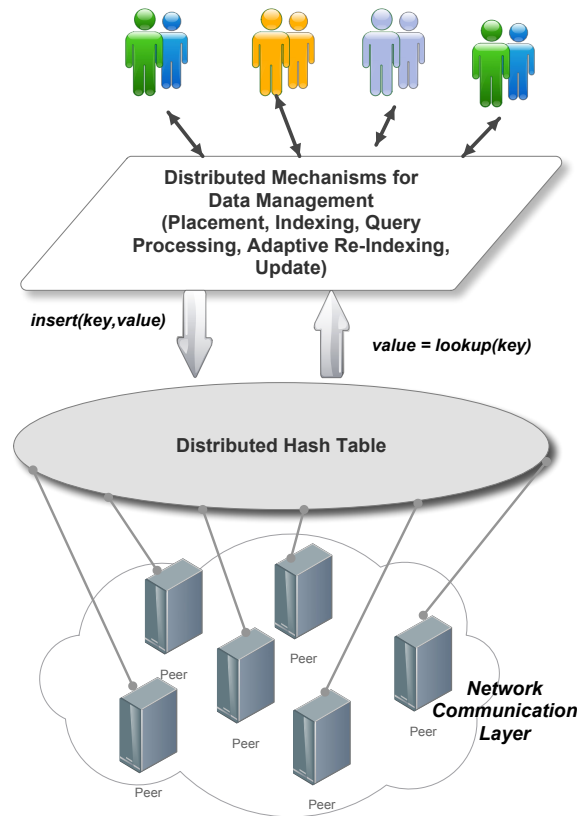 Distributed Mechanisms for
Data Management
(Placement, Indexing, Query
Processing, Adaptive Re-Indexing,
Update)
insert(key,value)
value = lookup(key)
Distributed Hash Table
Peer
Peer
Peer
Peer
Peer
Peer
Network
Communication
Layer